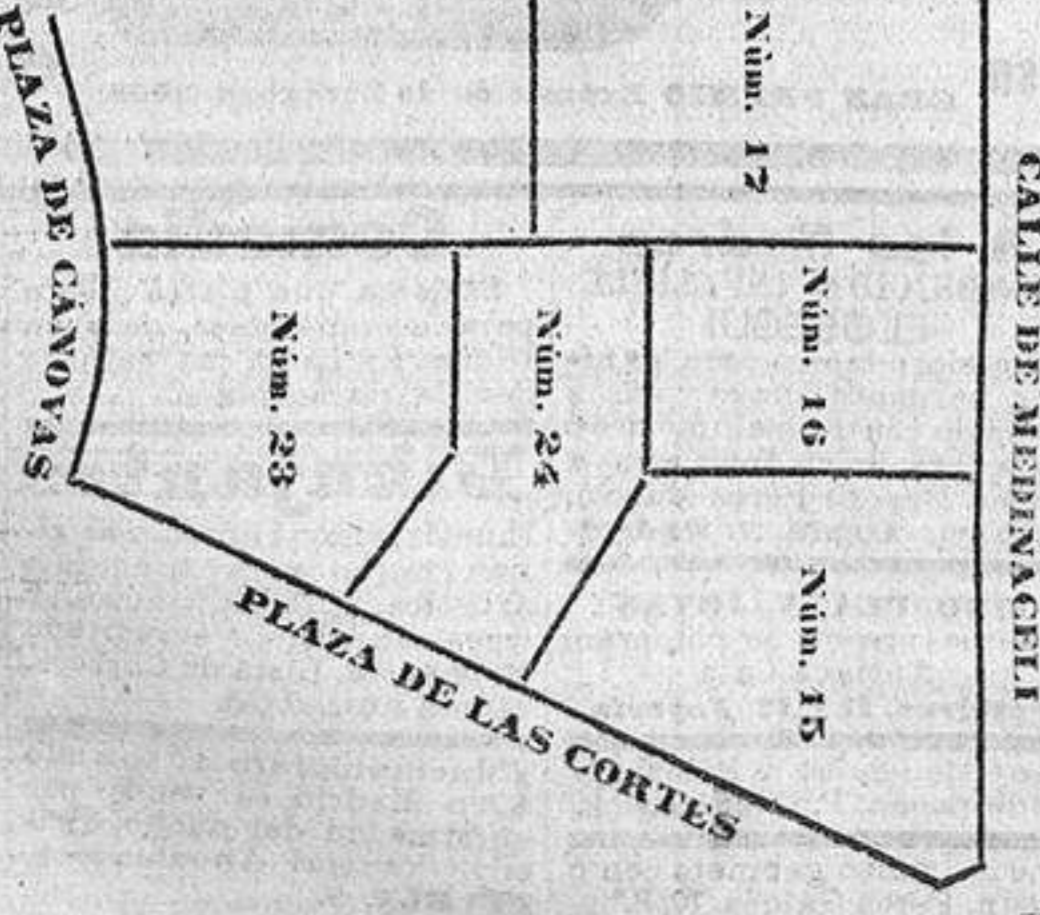 PLAZA DE CÁNOVAS
Núm. 17
CALLE DE MEDINACELI
Núm. 23
Núm. 24
Núm. 16
Núm. 15
PLAZA DE LAS CORTES